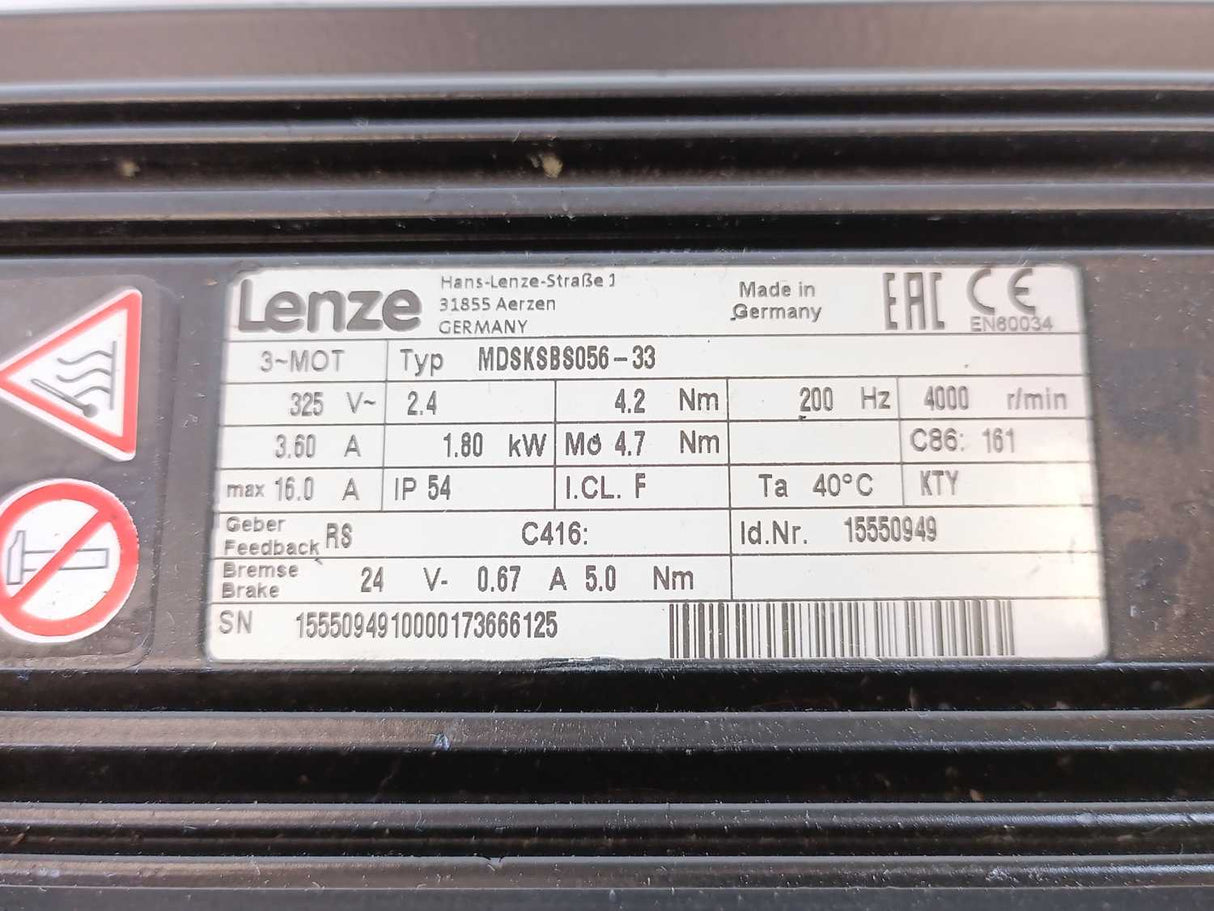 Lenze Hans-Lenze-Straße 1
31855 Aerzen
GERMANY
Made in
Germany
EAC CE
EN60034
3~MOT Typ MDSKSBS056-33
325 V~ 2.4 4.2 Nm 200 Hz 4000 r/min
3.60 A 1.80 kW Mo 4.7 Nm C86: 161
max 16.0 A IP 54 I.CL. F Ta 40°C KTY
Geber
Feedback RS C416: Id.Nr. 15550949
Bremse
Brake 24 V- 0.67 A 5.0 Nm
SN 1555094910000173666125